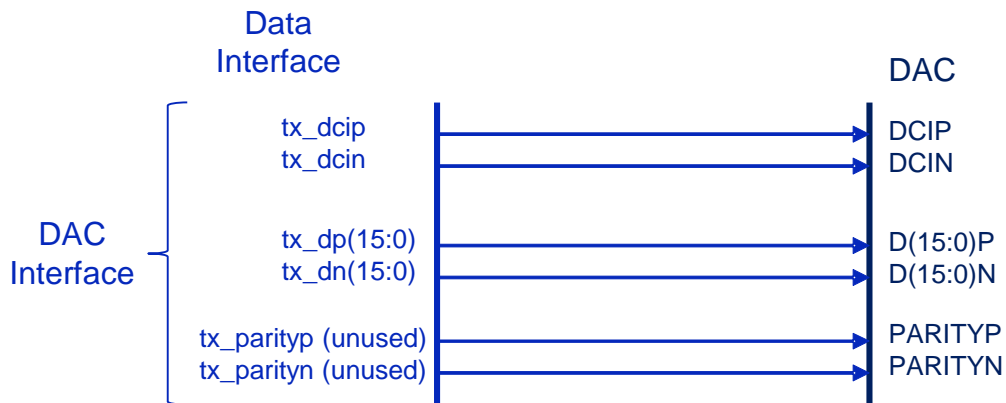 Data
Interface
DAC
tx_dcip
DCIP
tx_dcin
DCIN
DAC
Interface
tx_dp(15:0)
D(15:0)P
tx_dn(15:0)
D(15:0)N
tx_parityp (unused)
PARITYP
tx_parityn (unused)
PARITYN